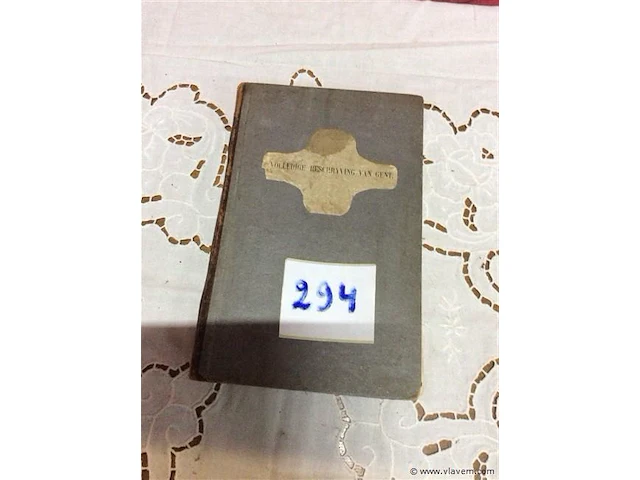 VOLLEDIGE BESCHRYVING VAN GENT.
294
© www.vlavem.com